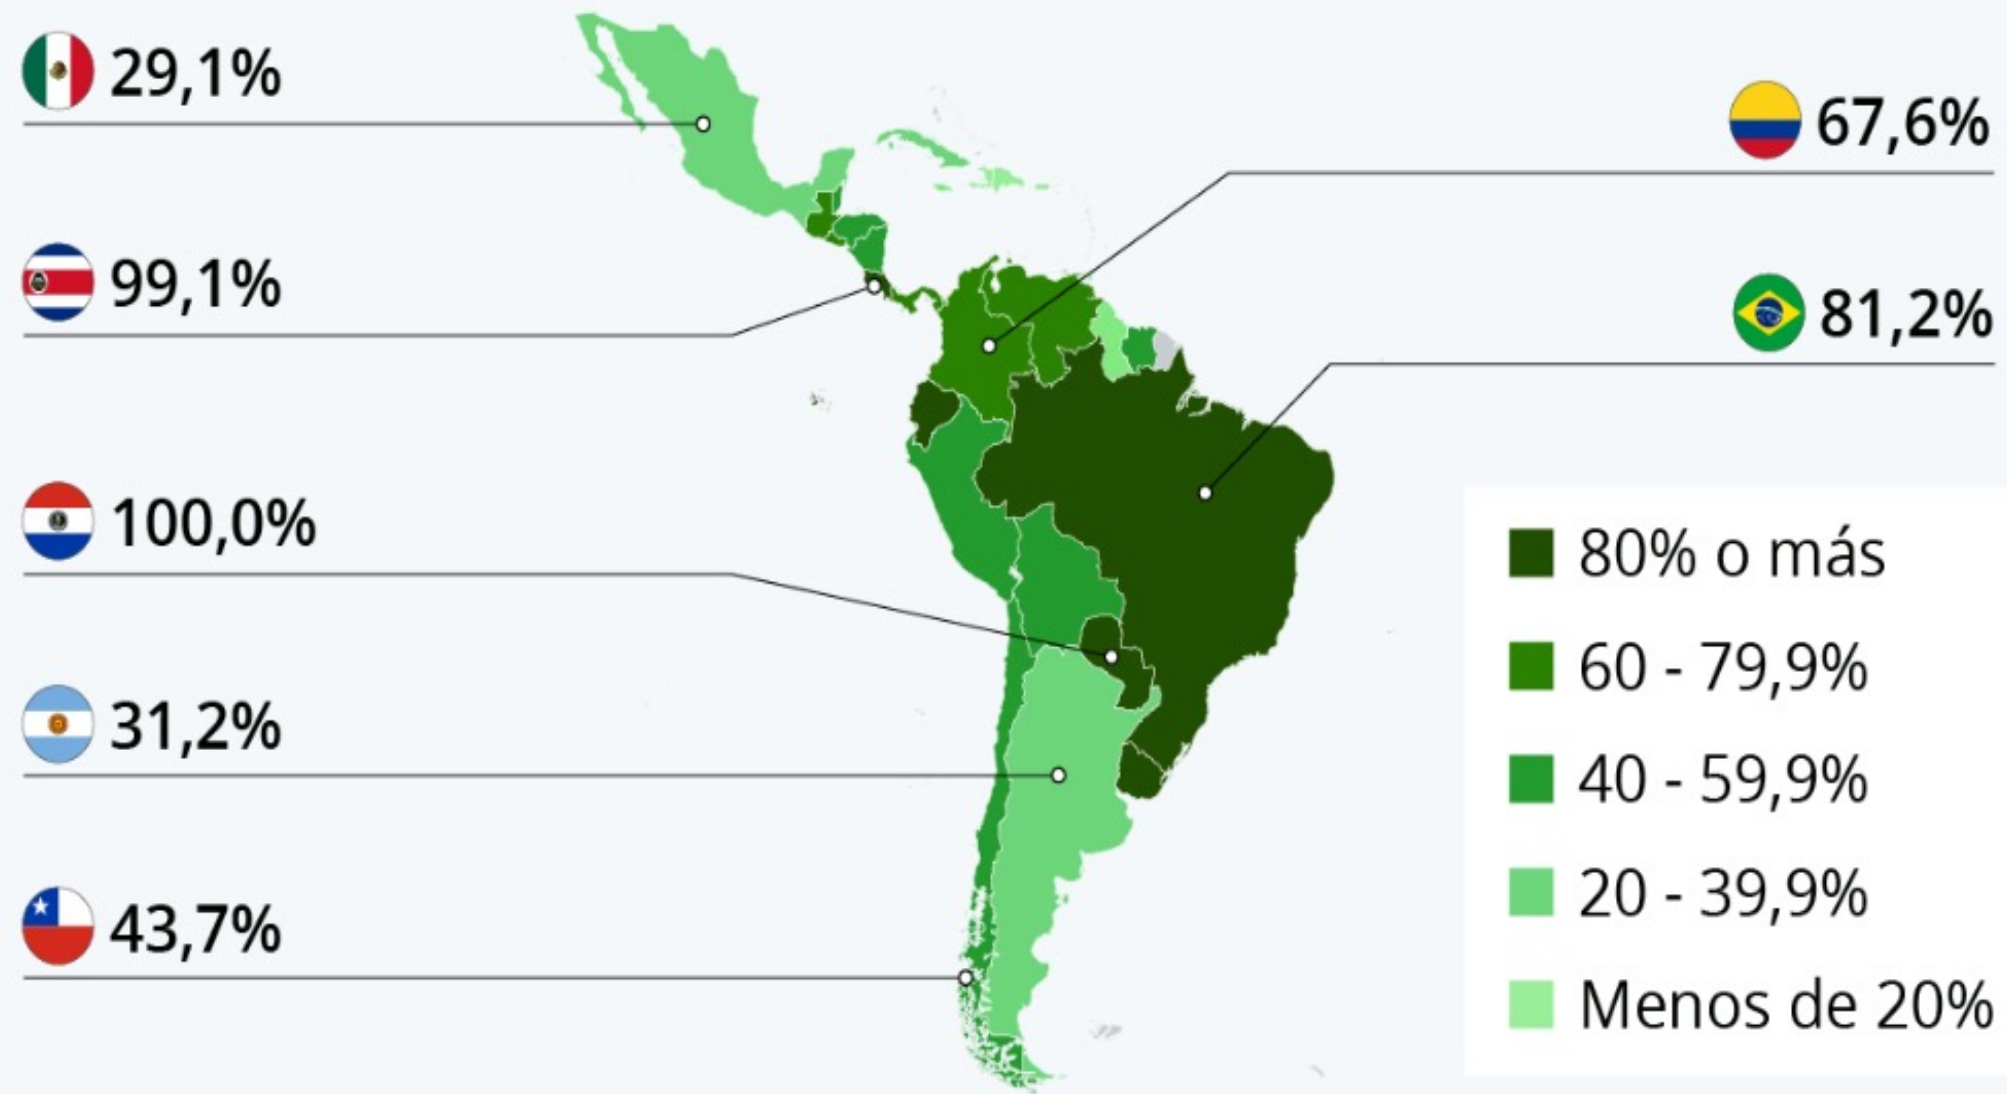 29,1%
99,1%
100,0%
31,2%
43,7%
67,6%
81,2%
80% o más
60 - 79,9%
40 - 59,9%
20 - 39,9%
Menos de 20%